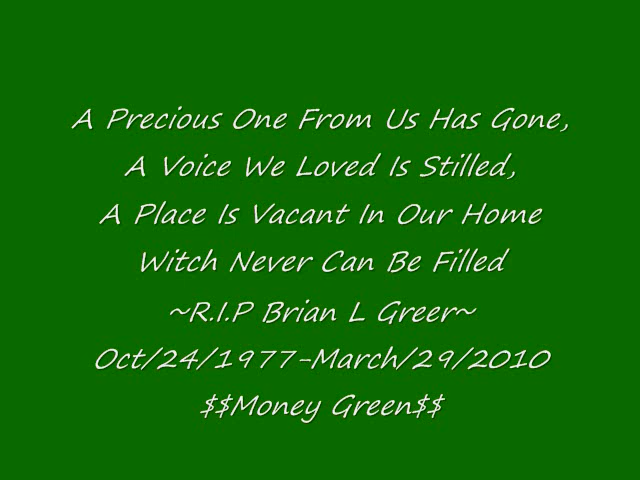 A Precious One From Us Has Gone,
A Voice We Loved Is Stilled,
A Place Is Vacant In Our Home
Witch Never Can Be Filled
~R.I.P Brian L Greer~
Oct/24/1977-March/29/2010
$$Money Green$$